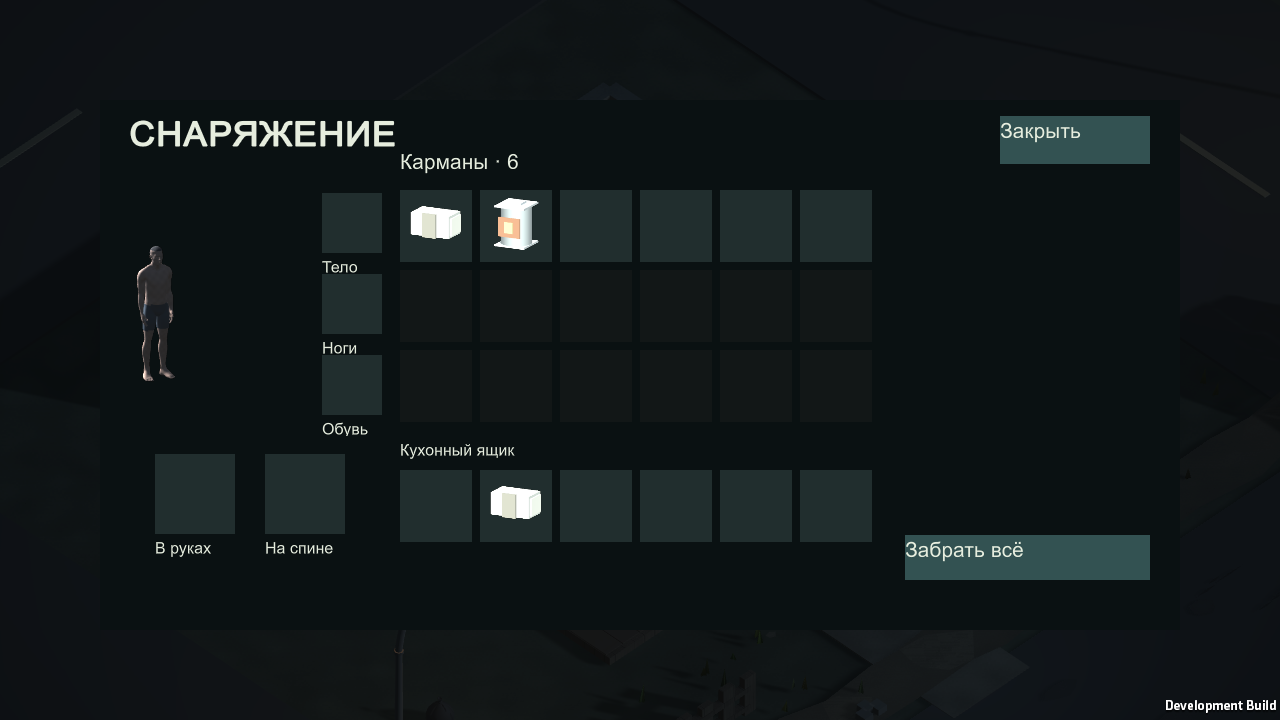 СНАРЯЖЕНИЕ
Закрыть
Карманы · 6
Тело
Ноги
Обувь
Кухонный ящик
В руках
На спине
Забрать всё
Development Build